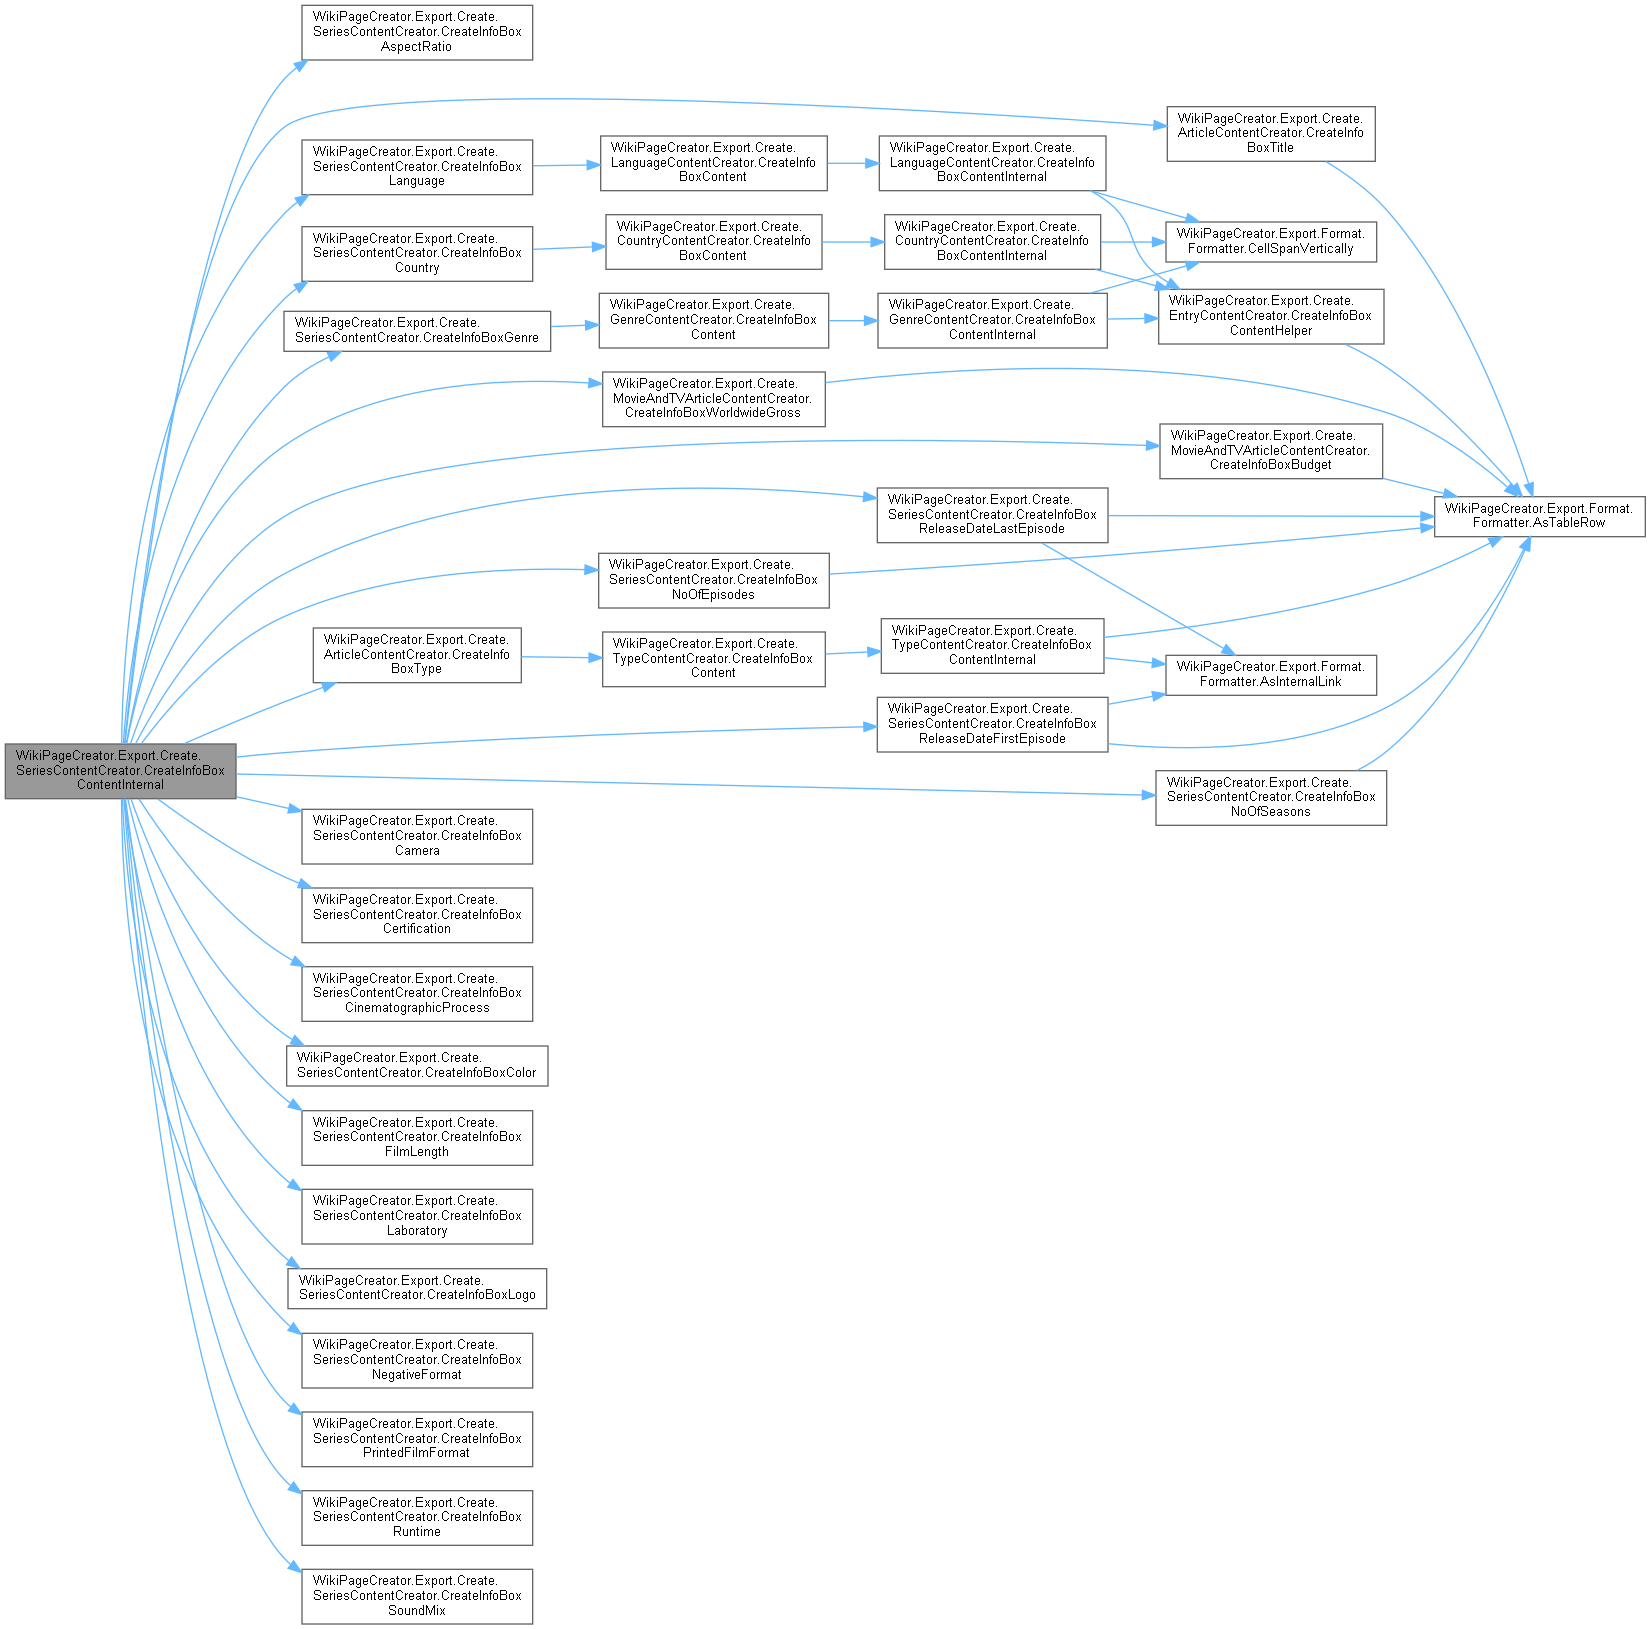 WikiPageCreator.Export.Create.
SeriesContentCreator.CreateInfoBox
AspectRatio
WikiPageCreator.Export.Create.
ArticleContentCreator.CreateInfo
BoxTitle
WikiPageCreator.Export.Create.
SeriesContentCreator.CreateInfoBox
Language
WikiPageCreator.Export.Create.
LanguageContentCreator.CreateInfo
BoxContent
WikiPageCreator.Export.Create.
LanguageContentCreator.CreateInfo
BoxContentInternal
WikiPageCreator.Export.Create.
SeriesContentCreator.CreateInfoBox
Country
WikiPageCreator.Export.Create.
CountryContentCreator.CreateInfo
BoxContent
WikiPageCreator.Export.Create.
CountryContentCreator.CreateInfo
BoxContentInternal
WikiPageCreator.Export.Format.
Formatter.CellSpanVertically
WikiPageCreator.Export.Create.
SeriesContentCreator.CreateInfoBoxGenre
WikiPageCreator.Export.Create.
GenreContentCreator.CreateInfoBox
Content
WikiPageCreator.Export.Create.
GenreContentCreator.CreateInfoBox
ContentInternal
WikiPageCreator.Export.Create.
EntryContentCreator.CreateInfoBox
ContentHelper
WikiPageCreator.Export.Create.
MovieAndTVArticleContentCreator.
CreateInfoBoxWorldwideGross
WikiPageCreator.Export.Create.
MovieAndTVArticleContentCreator.
CreateInfoBoxBudget
WikiPageCreator.Export.Create.
SeriesContentCreator.CreateInfoBox
ReleaseDateLastEpisode
WikiPageCreator.Export.Format.
Formatter.AsTableRow
WikiPageCreator.Export.Create.
SeriesContentCreator.CreateInfoBox
NoOfEpisodes
WikiPageCreator.Export.Create.
ArticleContentCreator.CreateInfo
BoxType
WikiPageCreator.Export.Create.
TypeContentCreator.CreateInfoBox
Content
WikiPageCreator.Export.Create.
TypeContentCreator.CreateInfoBox
ContentInternal
WikiPageCreator.Export.Format.
Formatter.AsInternalLink
WikiPageCreator.Export.Create.
SeriesContentCreator.CreateInfoBox
ReleaseDateFirstEpisode
WikiPageCreator.Export.Create.
SeriesContentCreator.CreateInfoBox
ContentInternal
WikiPageCreator.Export.Create.
SeriesContentCreator.CreateInfoBox
NoOfSeasons
WikiPageCreator.Export.Create.
SeriesContentCreator.CreateInfoBox
Camera
WikiPageCreator.Export.Create.
SeriesContentCreator.CreateInfoBox
Certification
WikiPageCreator.Export.Create.
SeriesContentCreator.CreateInfoBox
CinematographicProcess
WikiPageCreator.Export.Create.
SeriesContentCreator.CreateInfoBoxColor
WikiPageCreator.Export.Create.
SeriesContentCreator.CreateInfoBox
FilmLength
WikiPageCreator.Export.Create.
SeriesContentCreator.CreateInfoBox
Laboratory
WikiPageCreator.Export.Create.
SeriesContentCreator.CreateInfoBoxLogo
WikiPageCreator.Export.Create.
SeriesContentCreator.CreateInfoBox
NegativeFormat
WikiPageCreator.Export.Create.
SeriesContentCreator.CreateInfoBox
PrintedFilmFormat
WikiPageCreator.Export.Create.
SeriesContentCreator.CreateInfoBox
Runtime
WikiPageCreator.Export.Create.
SeriesContentCreator.CreateInfoBox
SoundMix